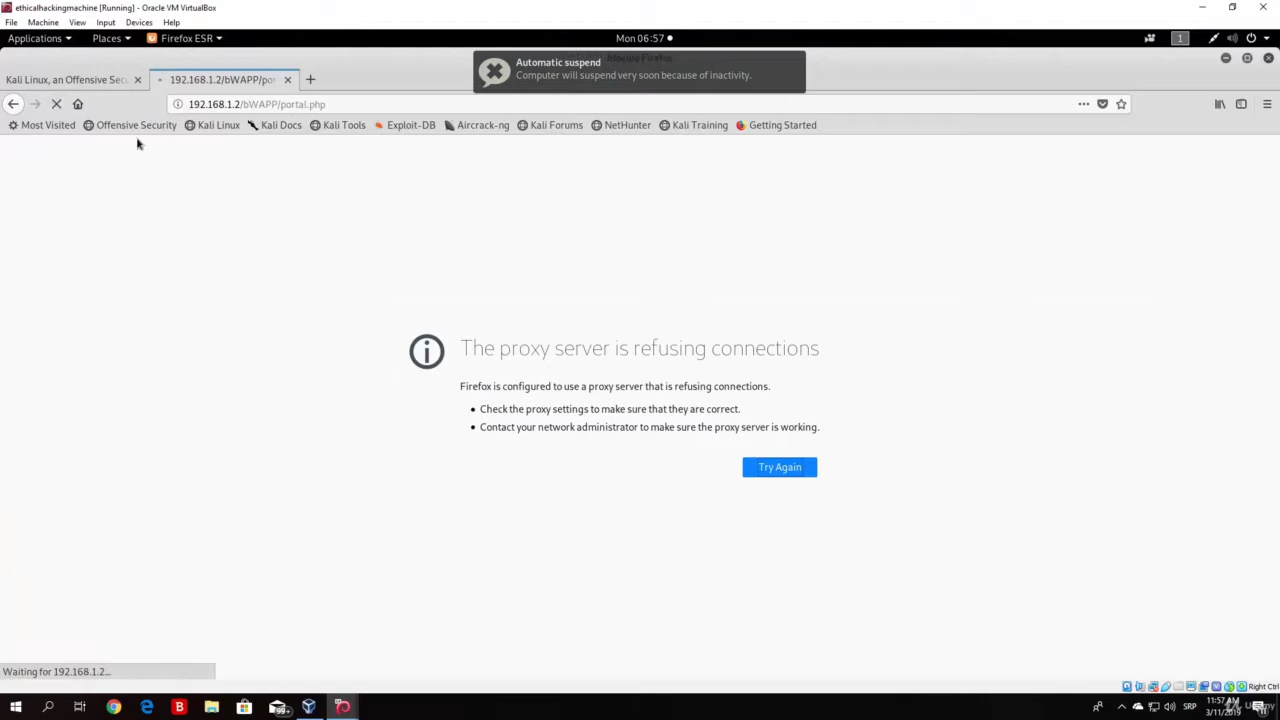 ethicalhackingmachine [Running] - Oracle VM VirtualBox
File Machine View Input Devices Help
Applications Places Firefox ESR Mon 06:57 1
Automatic suspend
Computer will suspend very soon because of inactivity.
Kali Linux, an Offensive Sec 192.168.1.2/bWAPP/por
192.168.1.2/bWAPP/portal.php
Most Visited Offensive Security Kali Linux Kali Docs Kali Tools Exploit-DB Aircrack-ng Kali Forums NetHunter Kali Training Getting Started
The proxy server is refusing connections
Firefox is configured to use a proxy server that is refusing connections.
Check the proxy settings to make sure that they are correct.
Contact your network administrator to make sure the proxy server is working.
Try Again
Waiting for 192.168.1.2...
Right Ctrl
99+
SRP
11:57 AM
3/11/2019
Udemy